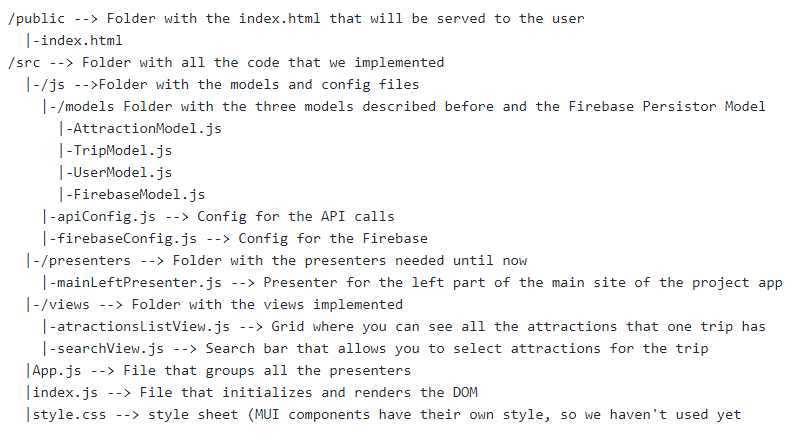 /public --> Folder with the index.html that will be served to the user
  |-index.html
/src --> Folder with all the code that we implemented
  |-/js -->Folder with the models and config files
    |-/models Folder with the three models described before and the Firebase Persistor Model
      |-AttractionModel.js
      |-TripModel.js
      |-UserModel.js
      |-FirebaseModel.js
    |-apiConfig.js --> Config for the API calls
    |-firebaseConfig.js --> Config for the Firebase
  |-/presenters --> Folder with the presenters needed until now
    |-mainLeftPresenter.js --> Presenter for the left part of the main site of the project app
  |-/views --> Folder with the views implemented
    |-atractionsListView.js --> Grid where you can see all the attractions that one trip has
    |-searchView.js --> Search bar that allows you to select attractions for the trip
  |App.js --> File that groups all the presenters
  |index.js --> File that initializes and renders the DOM
  |style.css --> style sheet (MUI components have their own style, so we haven't used yet